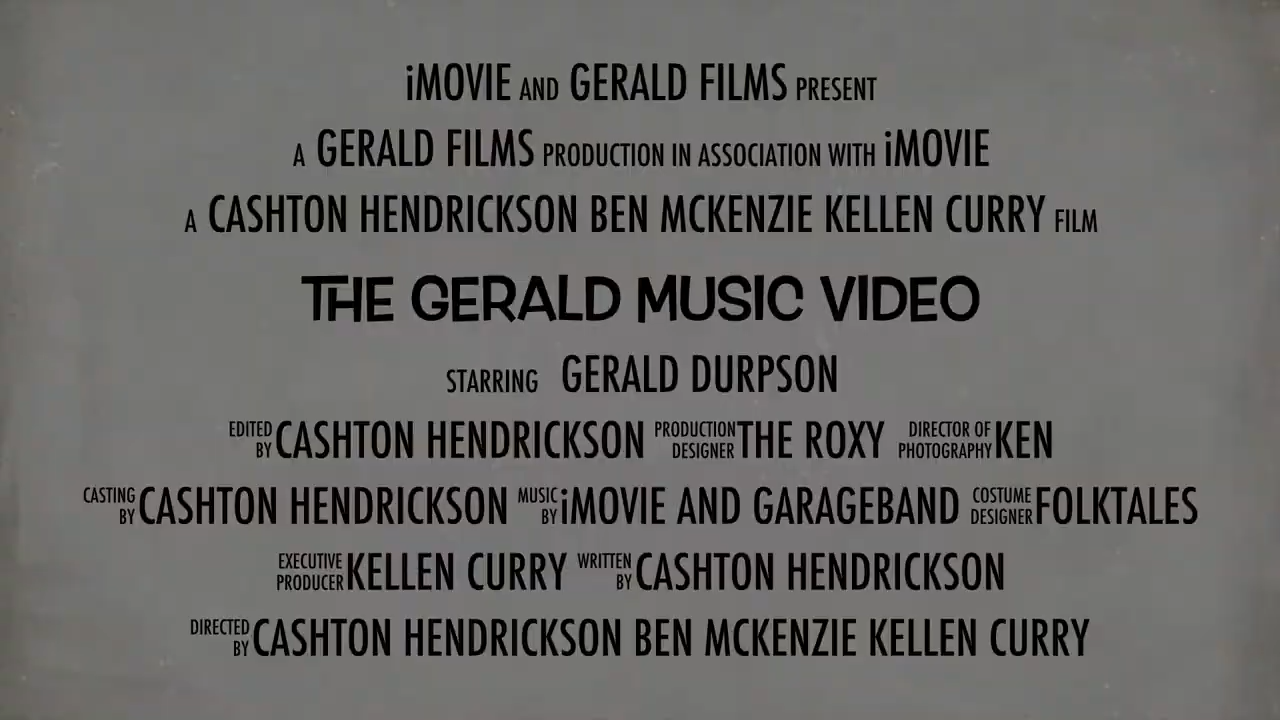 iMOVIE AND GERALD FILMS PRESENT
A GERALD FILMS PRODUCTION IN ASSOCIATION WITH iMOVIE
A CASHTON HENDRICKSON BEN MCKENZIE KELLEN CURRY FILM
THE GERALD MUSIC VIDEO
STARRING GERALD DURPSON
EDITED BY CASHTON HENDRICKSON PRODUCTION DESIGNER THE ROXY DIRECTOR OF PHOTOGRAPHY KEN
CASTING BY CASHTON HENDRICKSON MUSIC BY iMOVIE AND GARAGEBAND COSTUME DESIGNER FOLKTALES
EXECUTIVE PRODUCER KELLEN CURRY WRITTEN BY CASHTON HENDRICKSON
DIRECTED BY CASHTON HENDRICKSON BEN MCKENZIE KELLEN CURRY